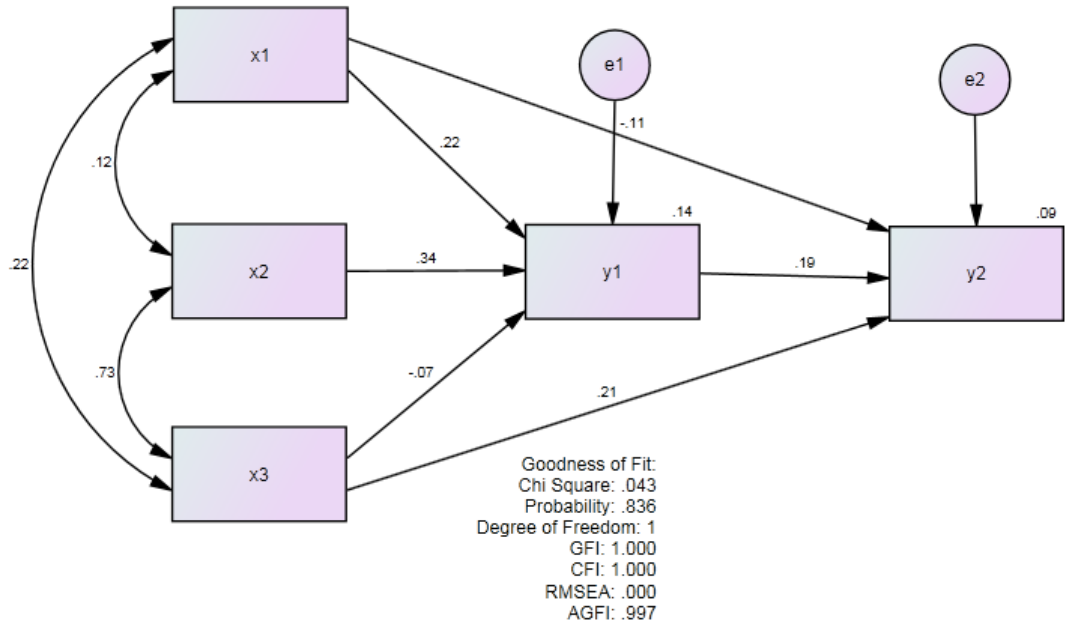 x1
e1
e2
-.11
.22
.12
.14
.09
x2
.34
y1
.19
y2
.22
.73
-.07
.21
x3
Goodness of Fit:
Chi Square: .043
Probability: .836
Degree of Freedom: 1
GFI: 1.000
CFI: 1.000
RMSEA: .000
AGFI: .997